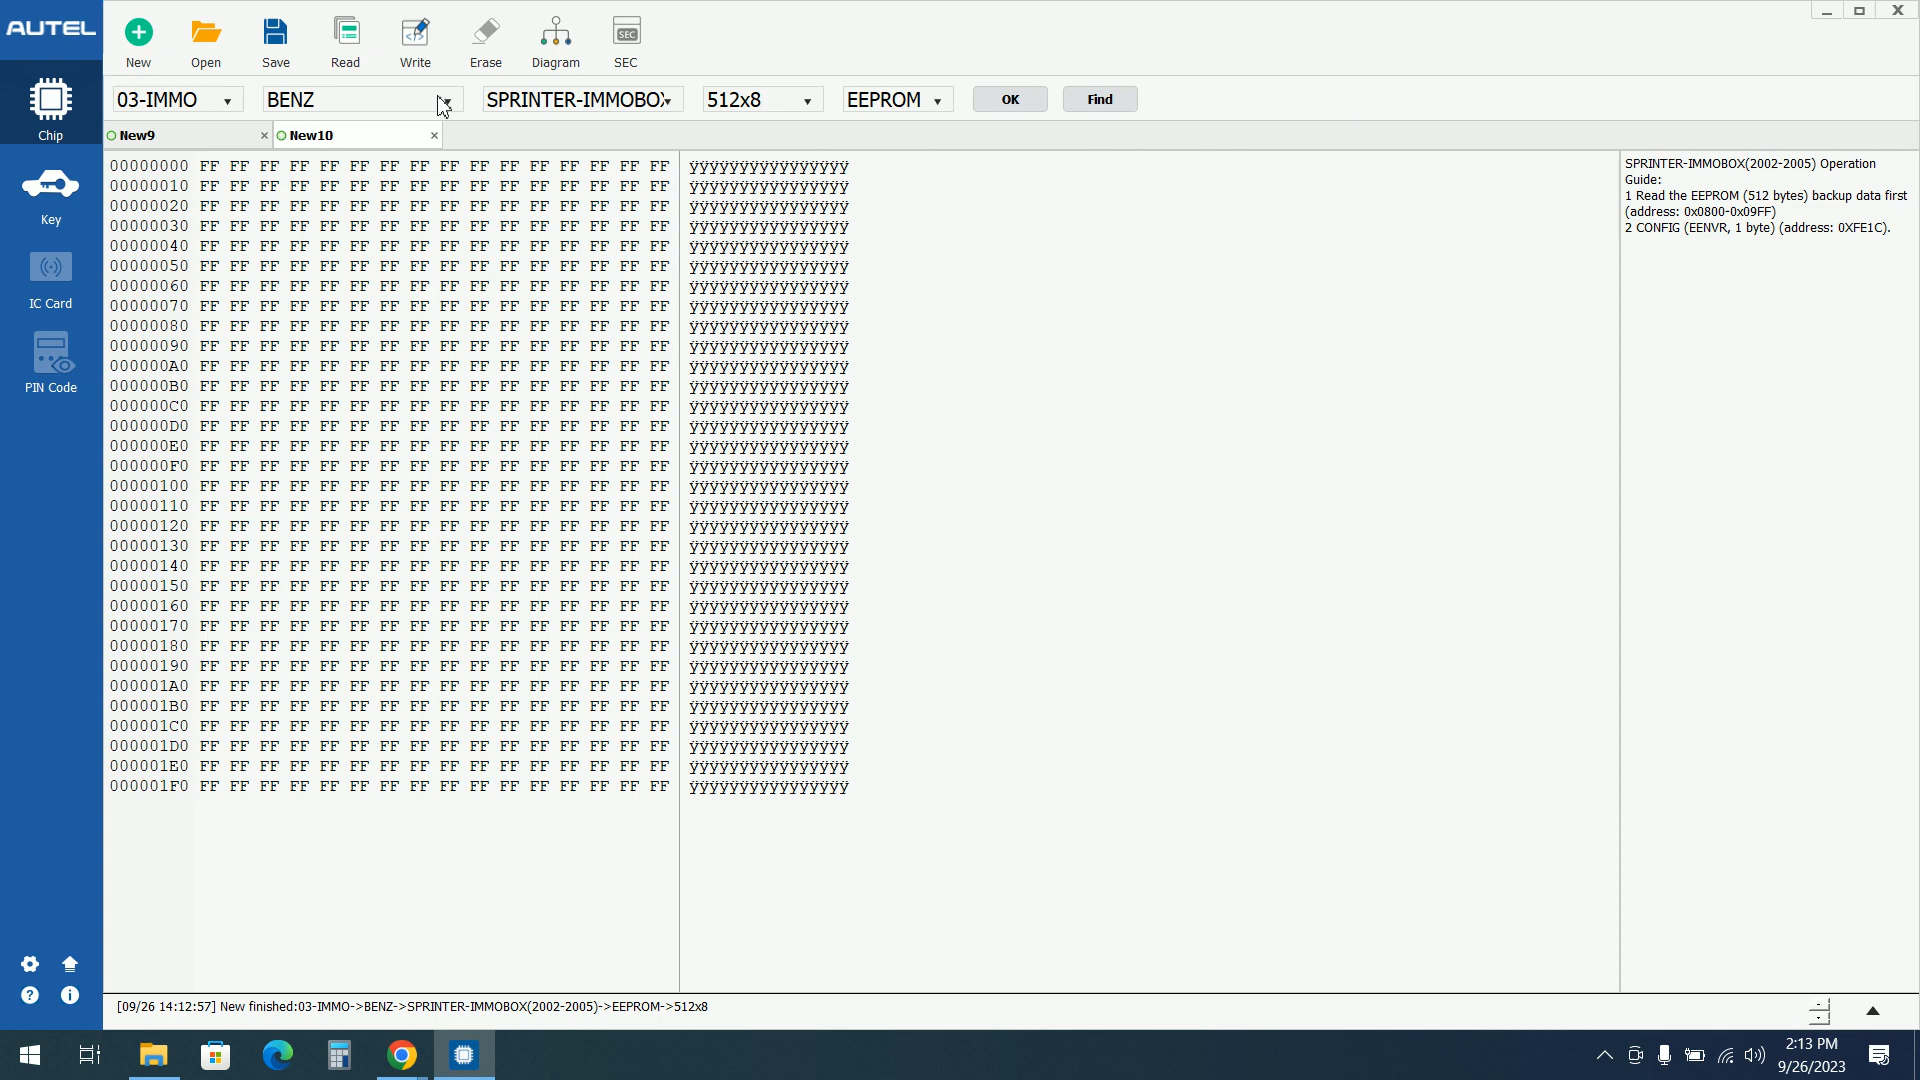 AUTEL
New Open Save Read Write Erase Diagram SEC
03-IMMO BENZ SPRINTER-IMMOBOX 512x8 EEPROM OK Find
Chip
Key
IC Card
PIN Code
New9 × New10 ×
00000000 FF FF FF FF FF FF FF FF FF FF FF FF FF FF FF FF ÿÿÿÿÿÿÿÿÿÿÿÿÿÿÿÿ
00000010 FF FF FF FF FF FF FF FF FF FF FF FF FF FF FF FF ÿÿÿÿÿÿÿÿÿÿÿÿÿÿÿÿ
00000020 FF FF FF FF FF FF FF FF FF FF FF FF FF FF FF FF ÿÿÿÿÿÿÿÿÿÿÿÿÿÿÿÿ
00000030 FF FF FF FF FF FF FF FF FF FF FF FF FF FF FF FF ÿÿÿÿÿÿÿÿÿÿÿÿÿÿÿÿ
00000040 FF FF FF FF FF FF FF FF FF FF FF FF FF FF FF FF ÿÿÿÿÿÿÿÿÿÿÿÿÿÿÿÿ
00000050 FF FF FF FF FF FF FF FF FF FF FF FF FF FF FF FF ÿÿÿÿÿÿÿÿÿÿÿÿÿÿÿÿ
00000060 FF FF FF FF FF FF FF FF FF FF FF FF FF FF FF FF ÿÿÿÿÿÿÿÿÿÿÿÿÿÿÿÿ
00000070 FF FF FF FF FF FF FF FF FF FF FF FF FF FF FF FF ÿÿÿÿÿÿÿÿÿÿÿÿÿÿÿÿ
00000080 FF FF FF FF FF FF FF FF FF FF FF FF FF FF FF FF ÿÿÿÿÿÿÿÿÿÿÿÿÿÿÿÿ
00000090 FF FF FF FF FF FF FF FF FF FF FF FF FF FF FF FF ÿÿÿÿÿÿÿÿÿÿÿÿÿÿÿÿ
000000A0 FF FF FF FF FF FF FF FF FF FF FF FF FF FF FF FF ÿÿÿÿÿÿÿÿÿÿÿÿÿÿÿÿ
000000B0 FF FF FF FF FF FF FF FF FF FF FF FF FF FF FF FF ÿÿÿÿÿÿÿÿÿÿÿÿÿÿÿÿ
000000C0 FF FF FF FF FF FF FF FF FF FF FF FF FF FF FF FF ÿÿÿÿÿÿÿÿÿÿÿÿÿÿÿÿ
000000D0 FF FF FF FF FF FF FF FF FF FF FF FF FF FF FF FF ÿÿÿÿÿÿÿÿÿÿÿÿÿÿÿÿ
000000E0 FF FF FF FF FF FF FF FF FF FF FF FF FF FF FF FF ÿÿÿÿÿÿÿÿÿÿÿÿÿÿÿÿ
000000F0 FF FF FF FF FF FF FF FF FF FF FF FF FF FF FF FF ÿÿÿÿÿÿÿÿÿÿÿÿÿÿÿÿ
00000100 FF FF FF FF FF FF FF FF FF FF FF FF FF FF FF FF ÿÿÿÿÿÿÿÿÿÿÿÿÿÿÿÿ
00000110 FF FF FF FF FF FF FF FF FF FF FF FF FF FF FF FF ÿÿÿÿÿÿÿÿÿÿÿÿÿÿÿÿ
00000120 FF FF FF FF FF FF FF FF FF FF FF FF FF FF FF FF ÿÿÿÿÿÿÿÿÿÿÿÿÿÿÿÿ
00000130 FF FF FF FF FF FF FF FF FF FF FF FF FF FF FF FF ÿÿÿÿÿÿÿÿÿÿÿÿÿÿÿÿ
00000140 FF FF FF FF FF FF FF FF FF FF FF FF FF FF FF FF ÿÿÿÿÿÿÿÿÿÿÿÿÿÿÿÿ
00000150 FF FF FF FF FF FF FF FF FF FF FF FF FF FF FF FF ÿÿÿÿÿÿÿÿÿÿÿÿÿÿÿÿ
00000160 FF FF FF FF FF FF FF FF FF FF FF FF FF FF FF FF ÿÿÿÿÿÿÿÿÿÿÿÿÿÿÿÿ
00000170 FF FF FF FF FF FF FF FF FF FF FF FF FF FF FF FF ÿÿÿÿÿÿÿÿÿÿÿÿÿÿÿÿ
00000180 FF FF FF FF FF FF FF FF FF FF FF FF FF FF FF FF ÿÿÿÿÿÿÿÿÿÿÿÿÿÿÿÿ
00000190 FF FF FF FF FF FF FF FF FF FF FF FF FF FF FF FF ÿÿÿÿÿÿÿÿÿÿÿÿÿÿÿÿ
000001A0 FF FF FF FF FF FF FF FF FF FF FF FF FF FF FF FF ÿÿÿÿÿÿÿÿÿÿÿÿÿÿÿÿ
000001B0 FF FF FF FF FF FF FF FF FF FF FF FF FF FF FF FF ÿÿÿÿÿÿÿÿÿÿÿÿÿÿÿÿ
000001C0 FF FF FF FF FF FF FF FF FF FF FF FF FF FF FF FF ÿÿÿÿÿÿÿÿÿÿÿÿÿÿÿÿ
000001D0 FF FF FF FF FF FF FF FF FF FF FF FF FF FF FF FF ÿÿÿÿÿÿÿÿÿÿÿÿÿÿÿÿ
000001E0 FF FF FF FF FF FF FF FF FF FF FF FF FF FF FF FF ÿÿÿÿÿÿÿÿÿÿÿÿÿÿÿÿ
000001F0 FF FF FF FF FF FF FF FF FF FF FF FF FF FF FF FF ÿÿÿÿÿÿÿÿÿÿÿÿÿÿÿÿ
SPRINTER-IMMOBOX(2002-2005) Operation
Guide:
1 Read the EEPROM (512 bytes) backup data first
(address: 0x0800-0x09FF)
2 CONFIG (EENVR, 1 byte) (address: 0XFE1C).
[09/26 14:12:57] New finished:03-IMMO->BENZ->SPRINTER-IMMOBOX(2002-2005)->EEPROM->512x8
2:13 PM
9/26/2023